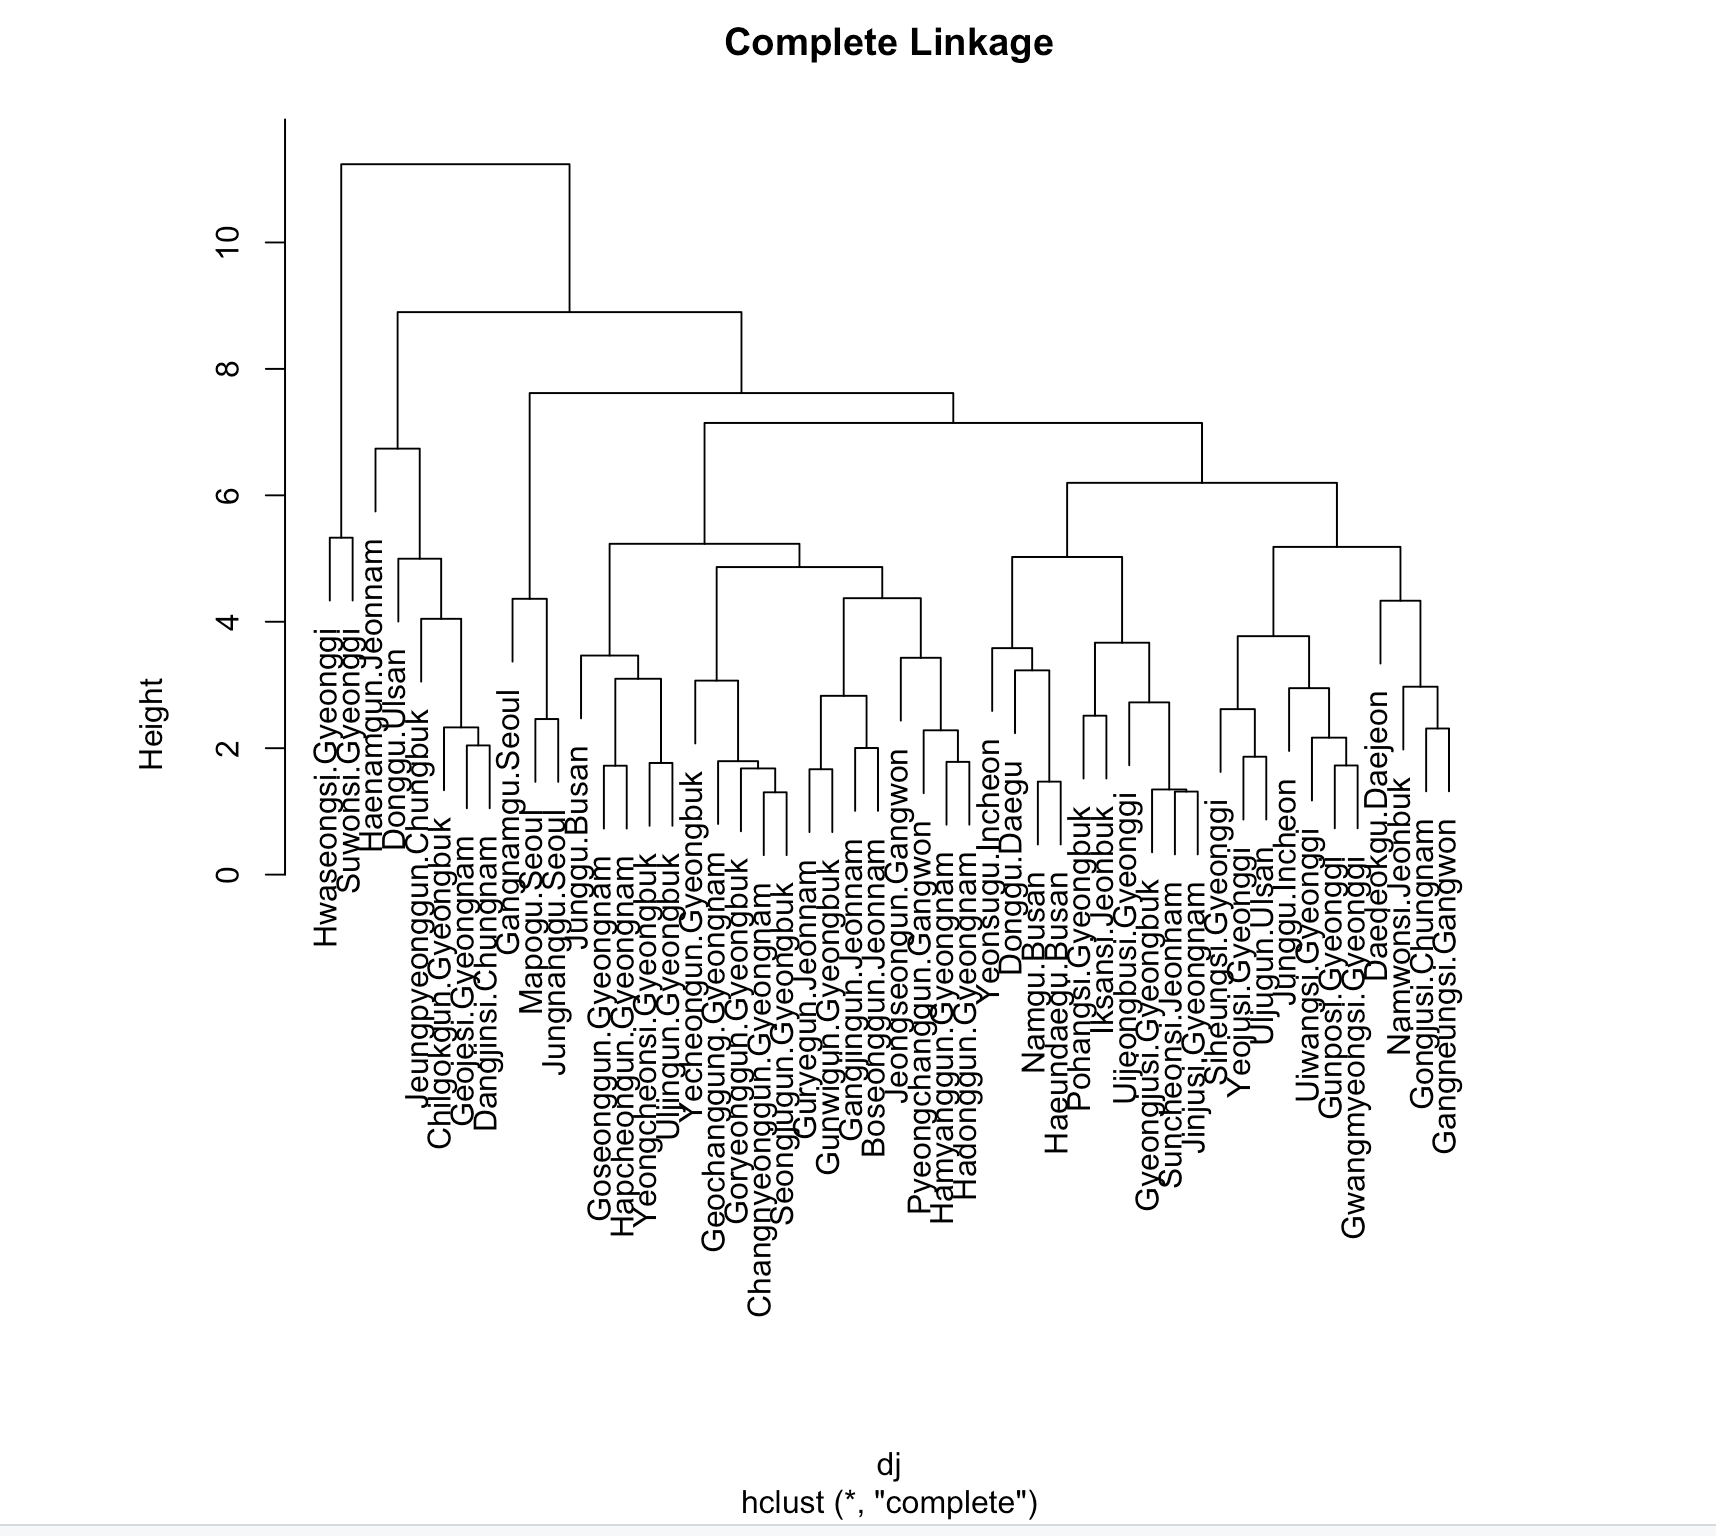 Complete Linkage
Height
10
8
6
4
2
0
Hwaseongsi.Gyeonggi
Suwonsi.Gyeonggi
Haenamgun.Jeonnam
Donggu.Ulsan
Jeungpyeonggun.Chungbuk
Chilgokgun.Gyeongbuk
Geojesi.Gyeongnam
Dangjinsi.Chungnam
Gangnamgu.Seoul
Mapogu.Seoul
Jungnanggu.Seoul
Junggu.Busan
Goseonggun.Gyeongnam
Hapcheongun.Gyeongnam
Yeongcheonsi.Gyeongbuk
Uljingun.Gyeongbuk
Yecheongun.Gyeongbuk
Geochanggung.Gyeongnam
Goryeonggun.Gyeongbuk
Changnyeonggun.Gyeongnam
Seongjugun.Gyeongbuk
Guryegun.Jeonnam
Gunwigun.Gyeongbuk
Gangjingun.Jeonnam
Boseonggun.Jeonnam
Jeongseongun.Gangwon
Pyeongchanggun.Gangwon
Hamyanggun.Gyeongnam
Hadonggun.Gyeongnam
Yeonsugu.Incheon
Donggu.Daegu
Namgu.Busan
Haeundaegu.Busan
Pohangsi.Gyeongbuk
Iksansi.Jeonbuk
Uijeongbusi.Gyeonggi
Gyeongjusi.Gyeongbuk
Suncheonsi.Jeonnam
Jinjusi.Gyeongnam
Siheungsi.Gyeonggi
Yeojusi.Gyeonggi
Uljugun.Ulsan
Junggu.Incheon
Uiwangsi.Gyeonggi
Gunposi.Gyeonggi
Gwangmyeohgsi.Gyeonggi
Daedeokgu.Daejeon
Namwonsi.Jeonbuk
Gongjusi.Chungnam
Gangneungsi.Gangwon
dj
hclust (*, "complete")